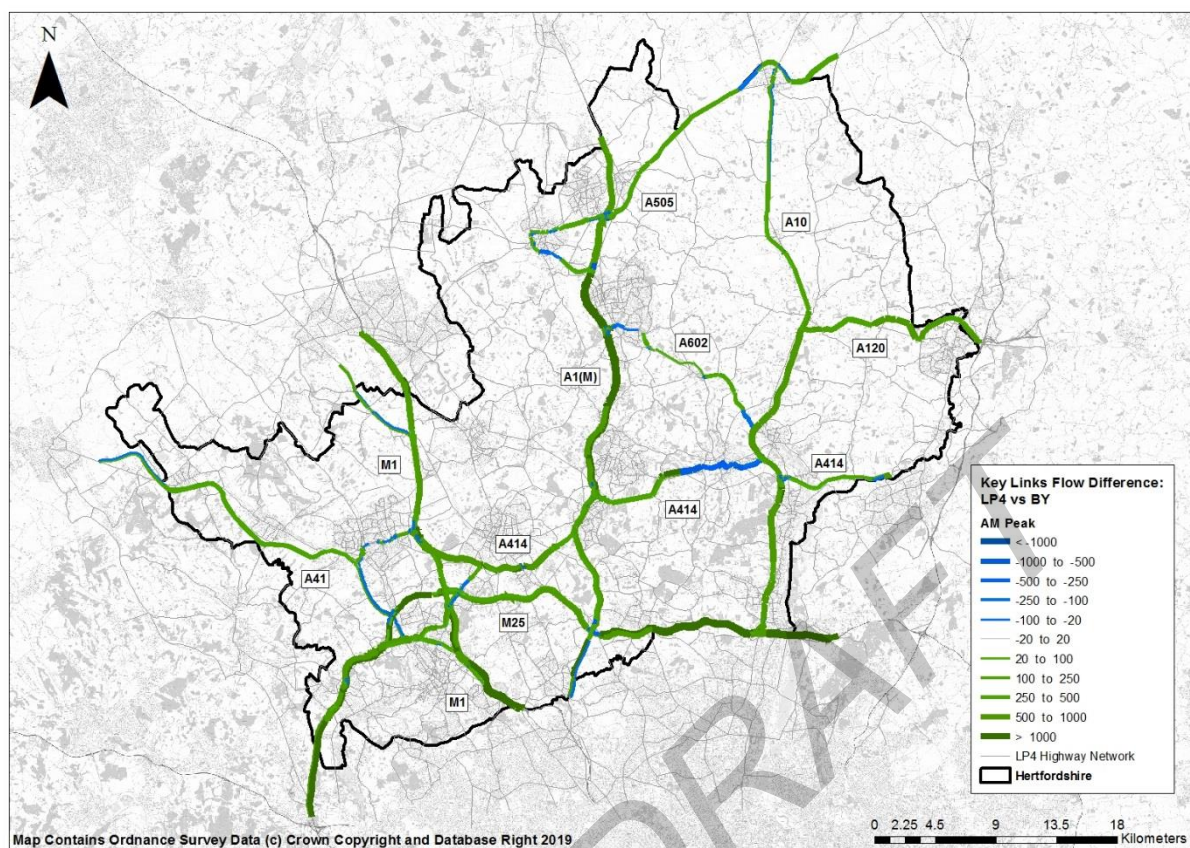 N
A505
A10
A602
A120
A1(M)
M1
A414
A414
A414
A41
M25
M1
DRAFT
Key Links Flow Difference:
LP4 vs BY
AM Peak
< -1000
-1000 to -500
-500 to -250
-250 to -100
-100 to -20
-20 to 20
20 to 100
100 to 250
250 to 500
500 to 1000
> 1000
LP4 Highway Network
Hertfordshire
Map Contains Ordnance Survey Data (c) Crown Copyright and Database Right 2019
0 2.25 4.5 9 13.5 18
Kilometers